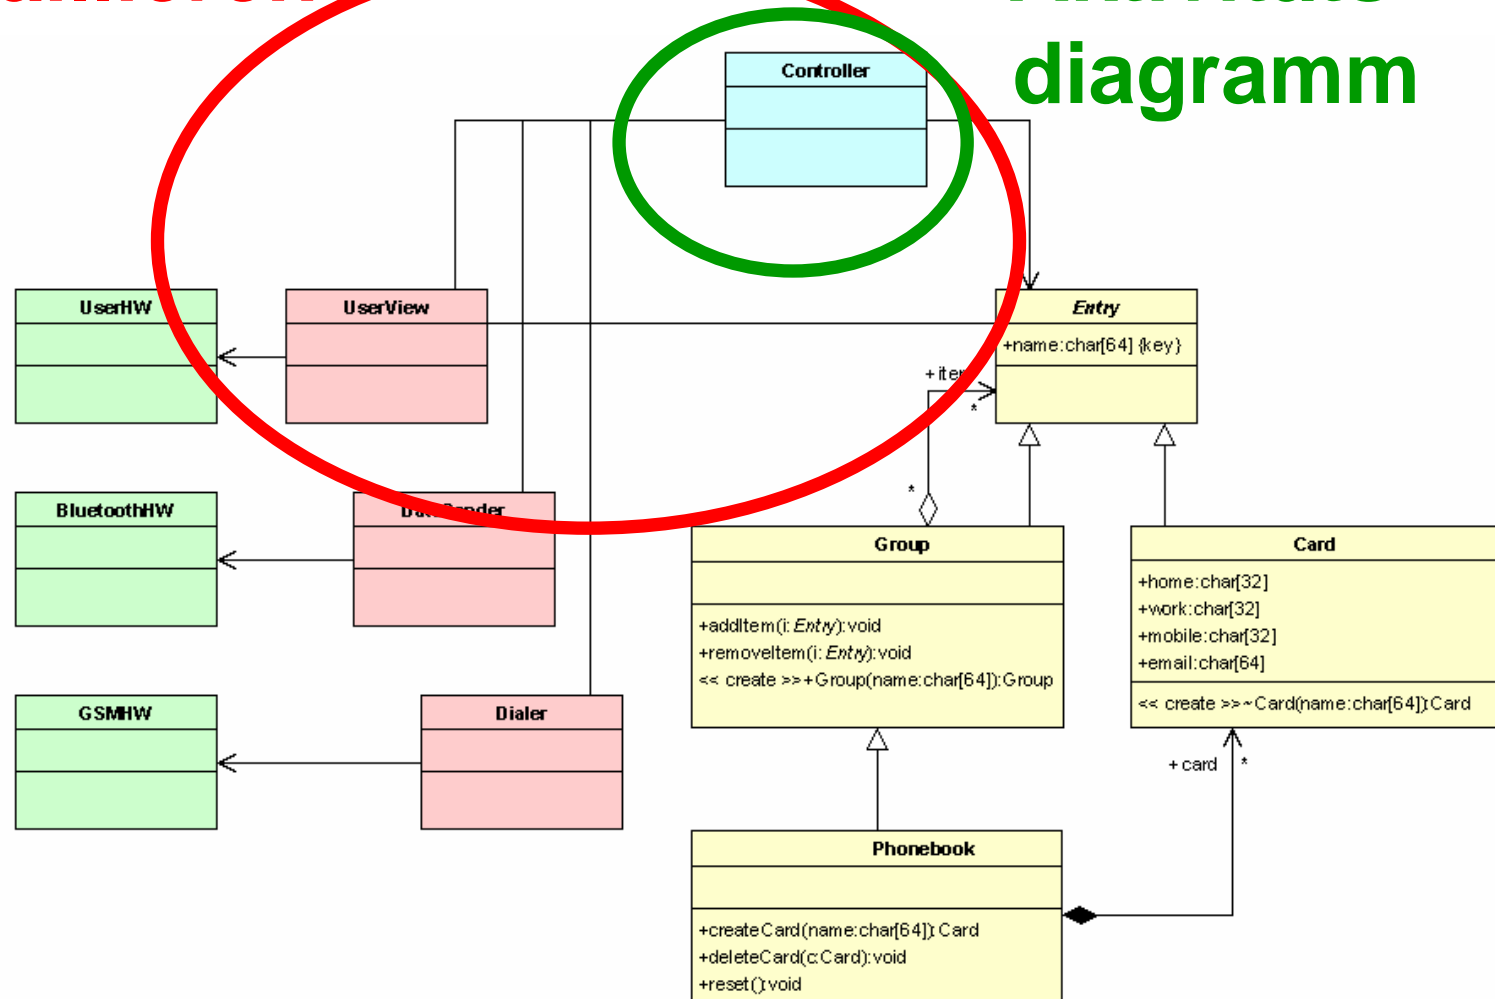 diagramm
Controller
UserHW
UserView
Entry
+name:char[64] {key}
*
*
BluetoothHW
Group
Card
+home:char[32]
+work:char[32]
+mobile:char[32]
+email:char[64]
+addItem(i:Entry):void
+removeItem(i:Entry):void
<< create >>+Group(name:char[64]):Group
<< create >>~Card(name:char[64]):Card
GSMHW
Dialer
+card
*
Phonebook
+createCard(name:char[64]):Card
+deleteCard(c:Card):void
+reset():void